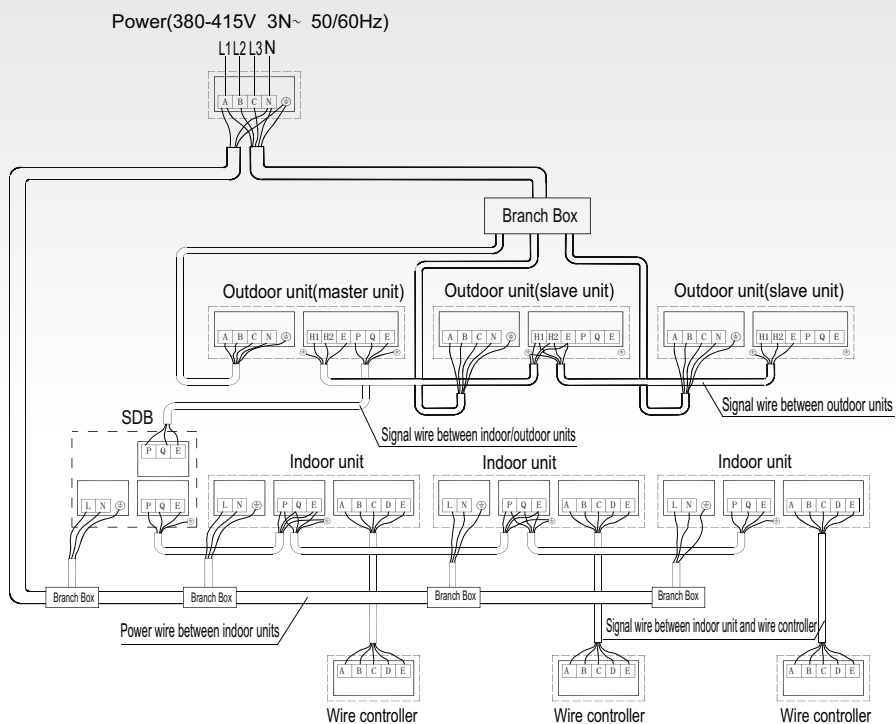 Power(380-415V 3N~ 50/60Hz)
L1 L2 L3 N
A B C N
Branch Box
Outdoor unit(master unit) Outdoor unit(slave unit) Outdoor unit(slave unit)
A B C N H1 H2 E P Q E A B C N H1 H2 E P Q E A B C N H1 H2 E P Q E
Signal wire between outdoor units
SDB
Signal wire between indoor/outdoor units
P Q E
Indoor unit Indoor unit Indoor unit
L N P Q E L N P Q E A B C D E L N P Q E A B C D E L N P Q E A B C D E
Branch Box Branch Box Branch Box Branch Box
Power wire between indoor units
Signal wire between indoor unit and wire controller
A B C D E A B C D E A B C D E
Wire controller Wire controller Wire controller